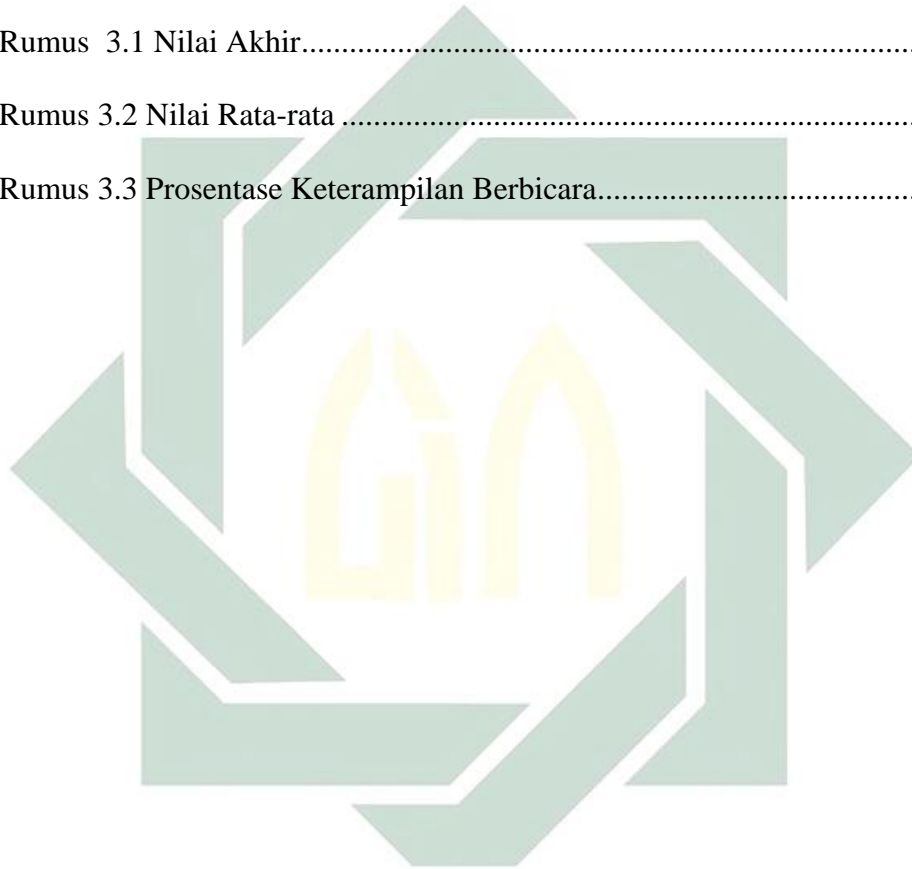 Rumus  3.1 Nilai Akhir.............................................................................
Rumus 3.2 Nilai Rata-rata ........................................................................
Rumus 3.3 Prosentase Keterampilan Berbicara........................................